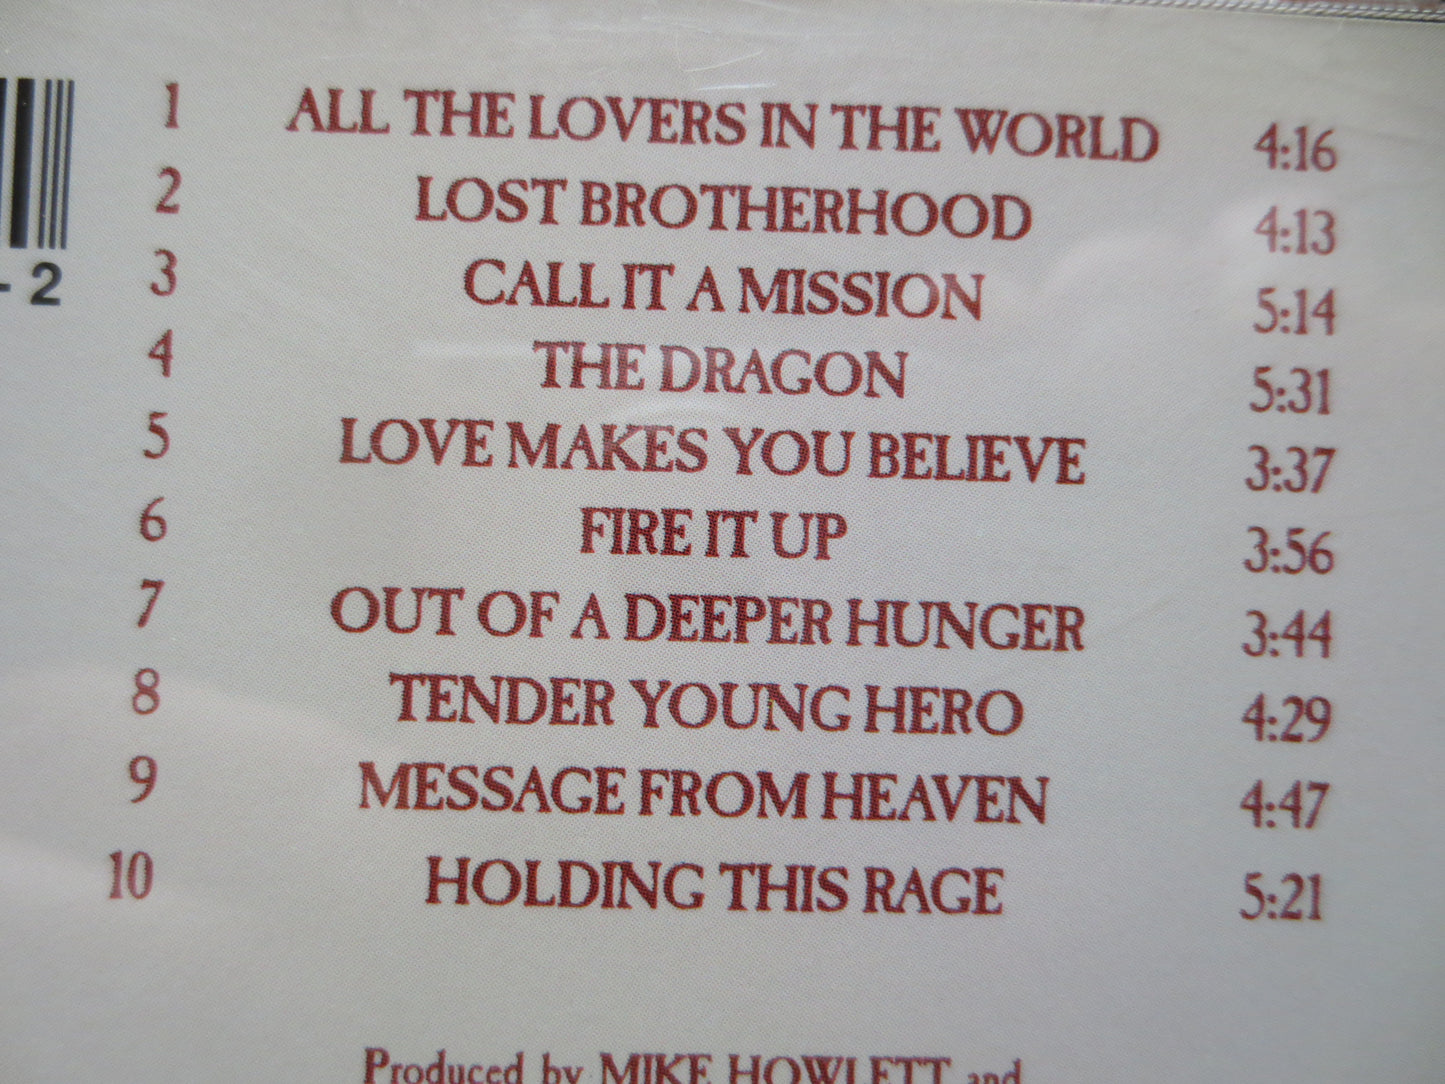 1 ALL THE LOVERS IN THE WORLD 4:16
2 LOST BROTHERHOOD 4:13
3 CALL IT A MISSION 5:14
4 THE DRAGON 5:31
5 LOVE MAKES YOU BELIEVE 3:37
6 FIRE IT UP 3:56
7 OUT OF A DEEPER HUNGER 3:44
8 TENDER YOUNG HERO 4:29
9 MESSAGE FROM HEAVEN 4:47
10 HOLDING THIS RAGE 5:21
- 2
Produced by MIKE HOWLETT and